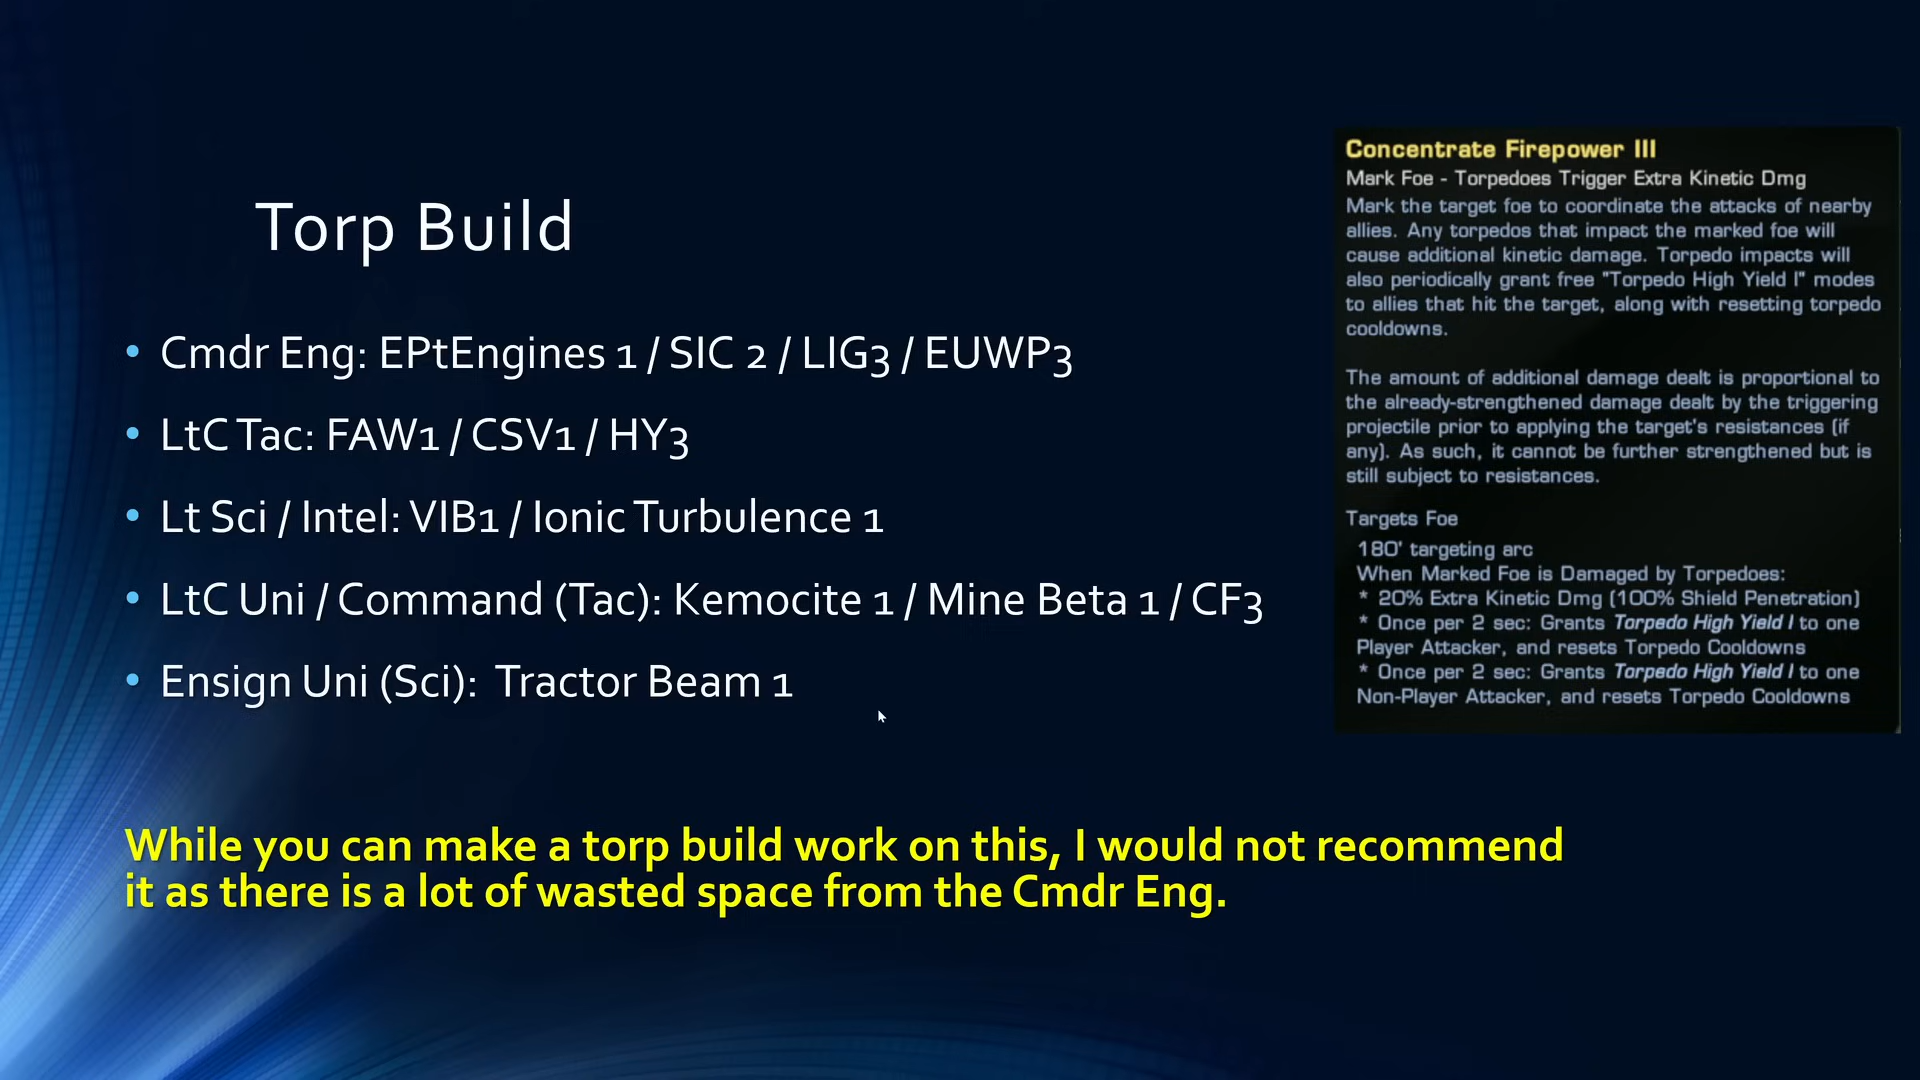 Torp Build
• Cmdr Eng: EPtEngines 1 / SIC 2 / LIG3 / EUWP3
• LtC Tac: FAW1 / CSV1 / HY3
• Lt Sci / Intel: VIB1 / Ionic Turbulence 1
• LtC Uni / Command (Tac): Kemocite 1 / Mine Beta 1 / CF3
• Ensign Uni (Sci): Tractor Beam 1
While you can make a torp build work on this, I would not recommend
it as there is a lot of wasted space from the Cmdr Eng.
Concentrate Firepower III
Mark Foe - Torpedoes Trigger Extra Kinetic Dmg
Mark the target foe to coordinate the attacks of nearby
allies. Any torpedos that impact the marked foe will
cause additional kinetic damage. Torpedo impacts will
also periodically grant free "Torpedo High Yield I" modes
to allies that hit the target, along with resetting torpedo
cooldowns.
The amount of additional damage dealt is proportional to
the already-strengthened damage dealt by the triggering
projectile prior to applying the target's resistances (if
any). As such, it cannot be further strengthened but is
still subject to resistances.
Targets Foe
180' targeting arc
When Marked Foe is Damaged by Torpedoes:
* 20% Extra Kinetic Dmg (100% Shield Penetration)
* Once per 2 sec: Grants Torpedo High Yield I to one
Player Attacker, and resets Torpedo Cooldowns
* Once per 2 sec: Grants Torpedo High Yield I to one
Non-Player Attacker, and resets Torpedo Cooldowns